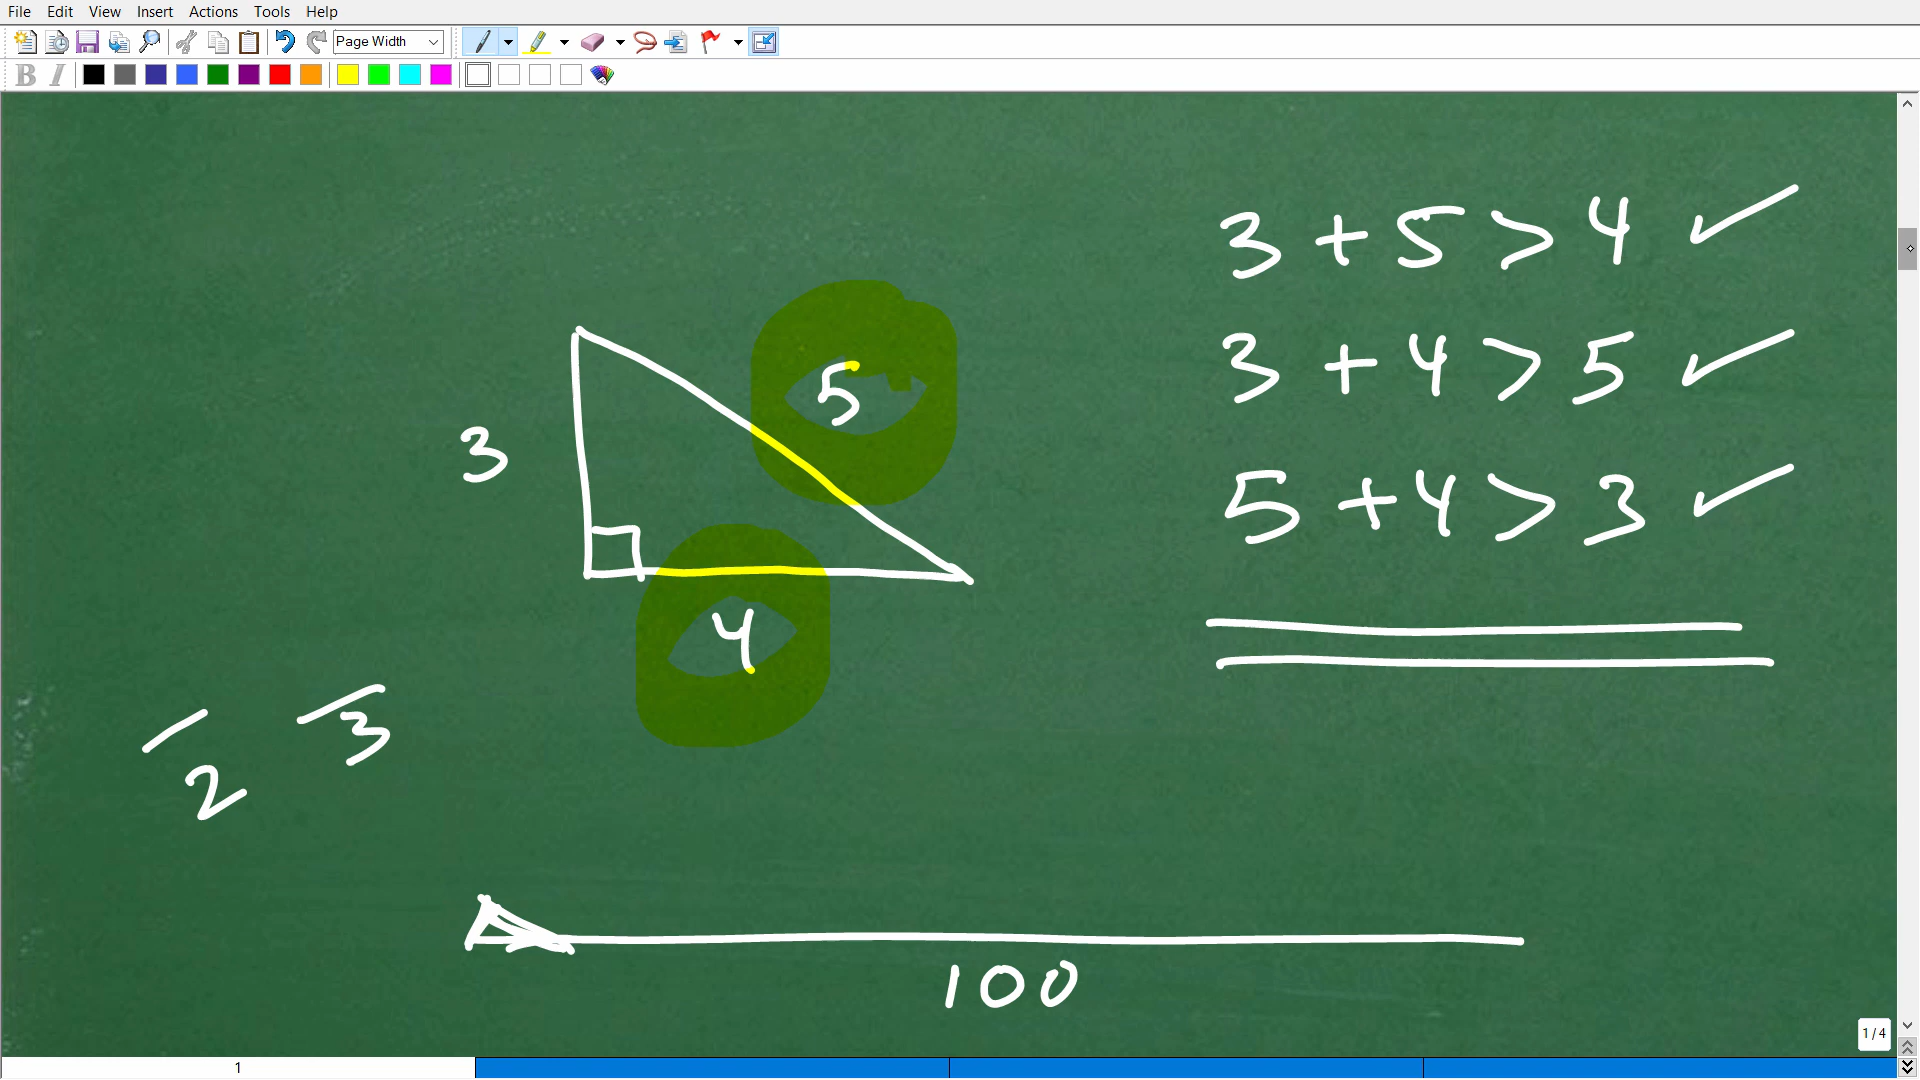 File Edit View Insert Actions Tools Help
Page Width
B I
3 + 5 > 4 ✓
3 + 4 > 5 ✓
5 + 4 > 3 ✓
5
3
4
2 3
100
1 / 4
1